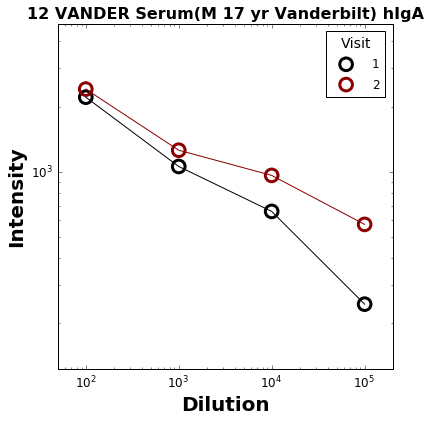 12 VANDER Serum(M 17 yr Vanderbilt) hIgA
Visit
1
2
Intensity
10³
10² 10³ 10⁴ 10⁵
Dilution